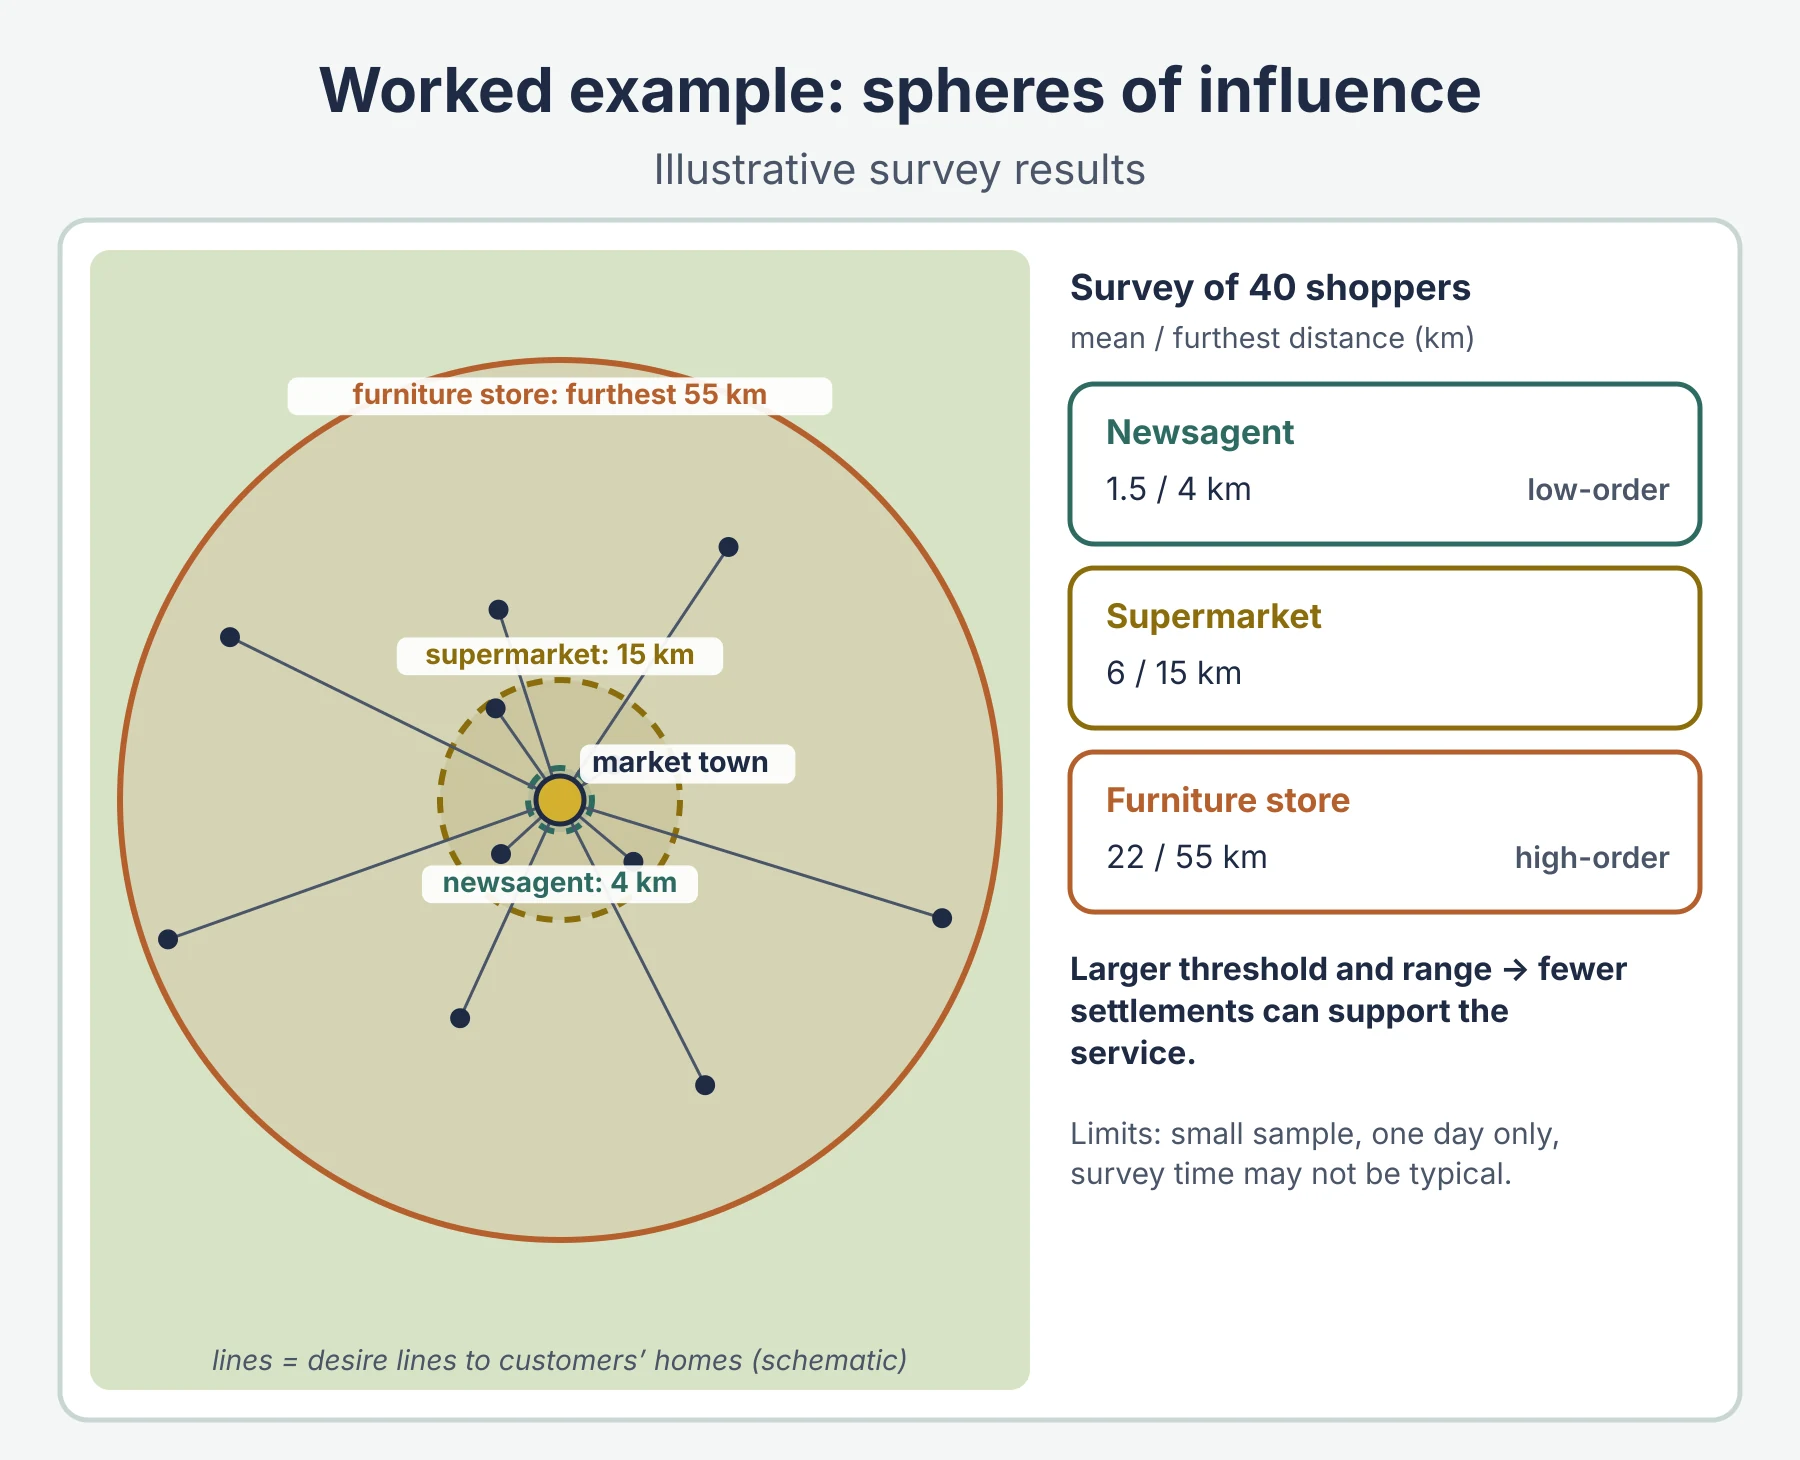 Worked example: spheres of influence
Illustrative survey results
furniture store: furthest 55 km
supermarket: 15 km
market town
newsagent: 4 km
lines = desire lines to customers’ homes (schematic)
Survey of 40 shoppers
mean / furthest distance (km)
Newsagent
1.5 / 4 km
low-order
Supermarket
6 / 15 km
Furniture store
22 / 55 km
high-order
Larger threshold and range → fewer
settlements can support the
service.
Limits: small sample, one day only,
survey time may not be typical.